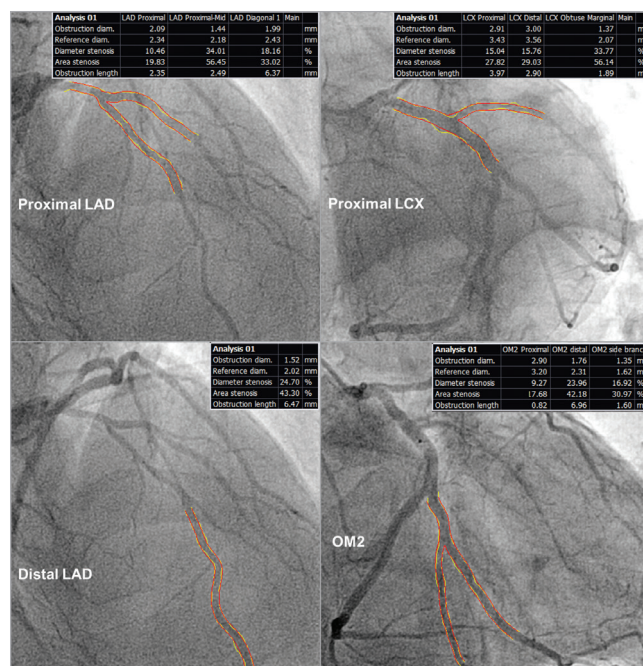 Analysis 01 LAD Proximal LAD Proximal-Mid LAD Diagonal 1 Main
Obstruction diam. 2.09 1.44 1.99 mm
Reference diam. 2.34 2.18 2.43 mm
Diameter stenosis 10.46 34.01 18.16 %
Area stenosis 19.83 56.45 33.02 %
Obstruction length 2.35 2.49 6.37 mm
Proximal LAD
Analysis 01 LCX Proximal LCX Distal LCX Obtuse Marginal Main
Obstruction diam. 2.91 3.00 1.37 m
Reference diam. 3.43 3.56 2.07 m
Diameter stenosis 15.04 15.76 33.77 %
Area stenosis 27.82 29.03 56.14 %
Obstruction length 3.97 2.90 1.89 m
Proximal LCX
Analysis 01
Obstruction diam. 1.52 mm
Reference diam. 2.02 mm
Diameter stenosis 24.70 %
Area stenosis 43.30 %
Obstruction length 6.47 mm
Distal LAD
Analysis 01 OM2 Proximal OM2 distal OM2 side branc
Obstruction diam. 2.90 1.76 1.35 m
Reference diam. 3.20 2.31 1.62 m
Diameter stenosis 9.27 23.96 16.92 %
Area stenosis 17.68 42.18 30.97 %
Obstruction length 0.82 6.96 1.60 m
OM2